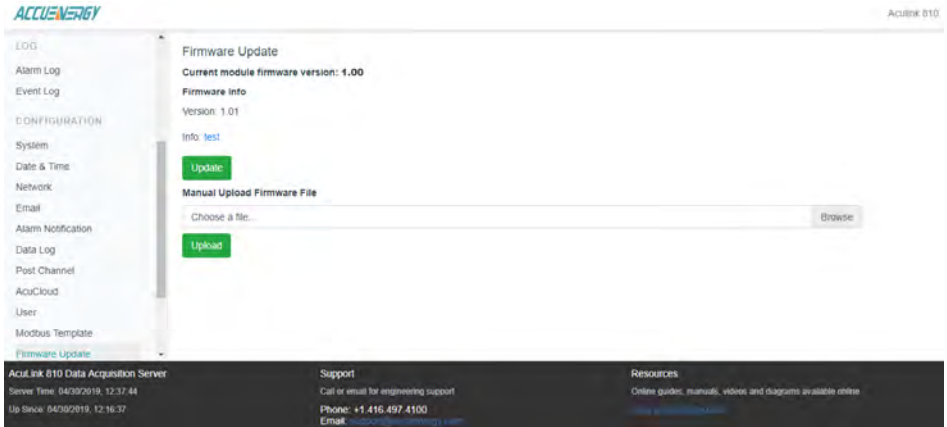 ACCUENERGY
AcuLink 810
LOG
Alarm Log
Event Log
CONFIGURATION
System
Date & Time
Network
Email
Alarm Notification
Data Log
Post Channel
AcuCloud
User
Modbus Template
Firmware Update
Firmware Update
Current module firmware version: 1.00
Firmware Info
Version: 1.01
Info: test
Update
Manual Upload Firmware File
Choose a file...
Browse
Upload
AcuLink 810 Data Acquisition Server
Server Time: 04/30/2019, 12:37:44
Up Since: 04/30/2019, 12:16:37
Support
Call or email for engineering support
Phone: +1.416.497.4100
Email:
Resources
Online guides, manuals, videos and diagrams available online